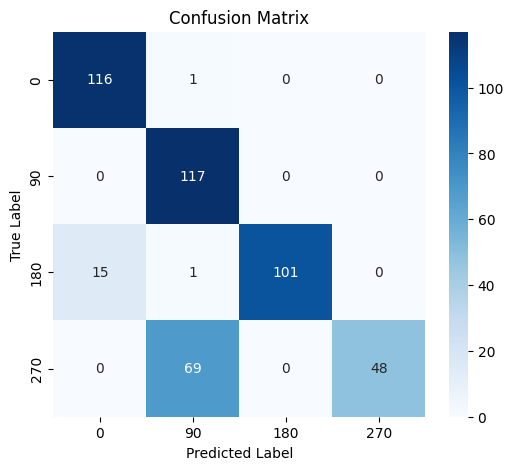 Confusion Matrix
0 116 1 0 0
90 0 117 0 0
180 15 1 101 0
270 0 69 0 48
0 90 180 270
Predicted Label
True Label
100
80
60
40
20
0